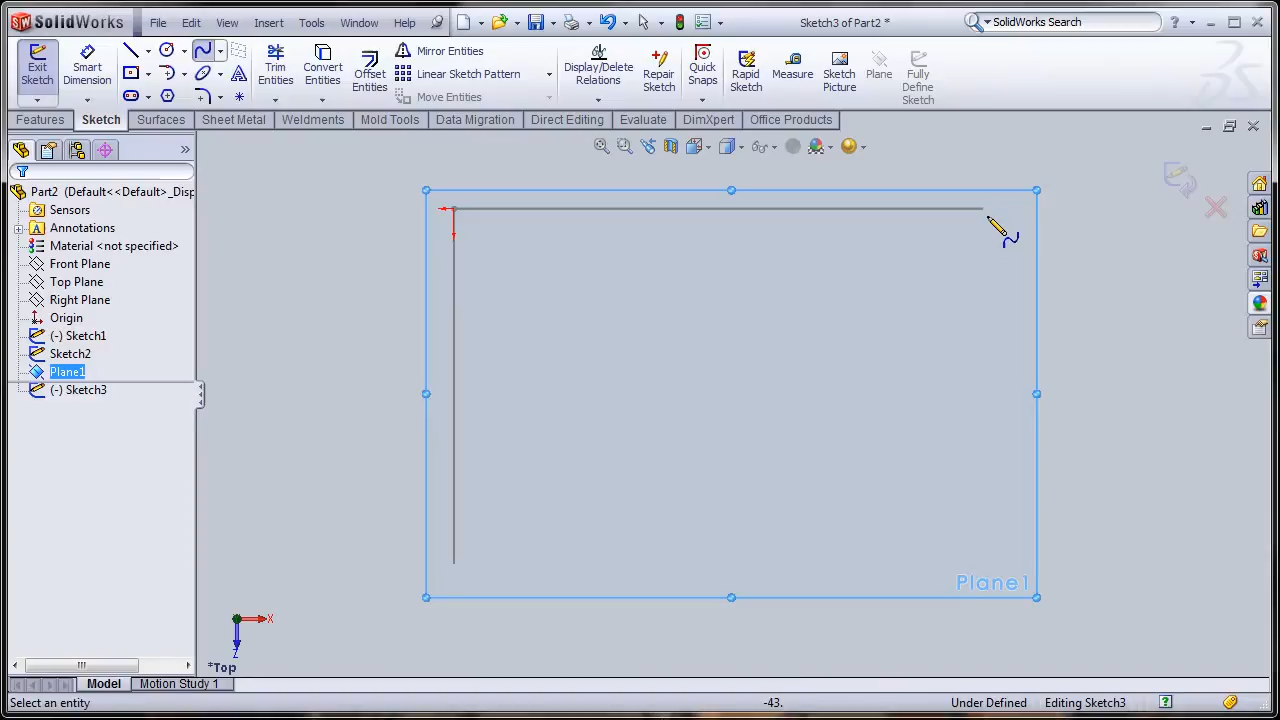 SolidWorks File Edit View Insert Tools Window Help Sketch3 of Part2 * SolidWorks Search ?
Exit Sketch
Smart Dimension
Trim Entities
Convert Entities
Offset Entities
Mirror Entities
Linear Sketch Pattern
Move Entities
Display/Delete Relations
Repair Sketch
Quick Snaps
Rapid Sketch
Measure
Sketch Picture
Plane
Fully Define Sketch
Features Sketch Surfaces Sheet Metal Weldments Mold Tools Data Migration Direct Editing Evaluate DimXpert Office Products
Part2 (Default<<Default>_Disp
Sensors
A Annotations
Material <not specified>
Front Plane
Top Plane
Right Plane
Origin
(-) Sketch1
Sketch2
Plane1
(-) Sketch3
Plane1
X
Z
*Top
Model Motion Study 1
Select an entity -43. Under Defined Editing Sketch3 ?